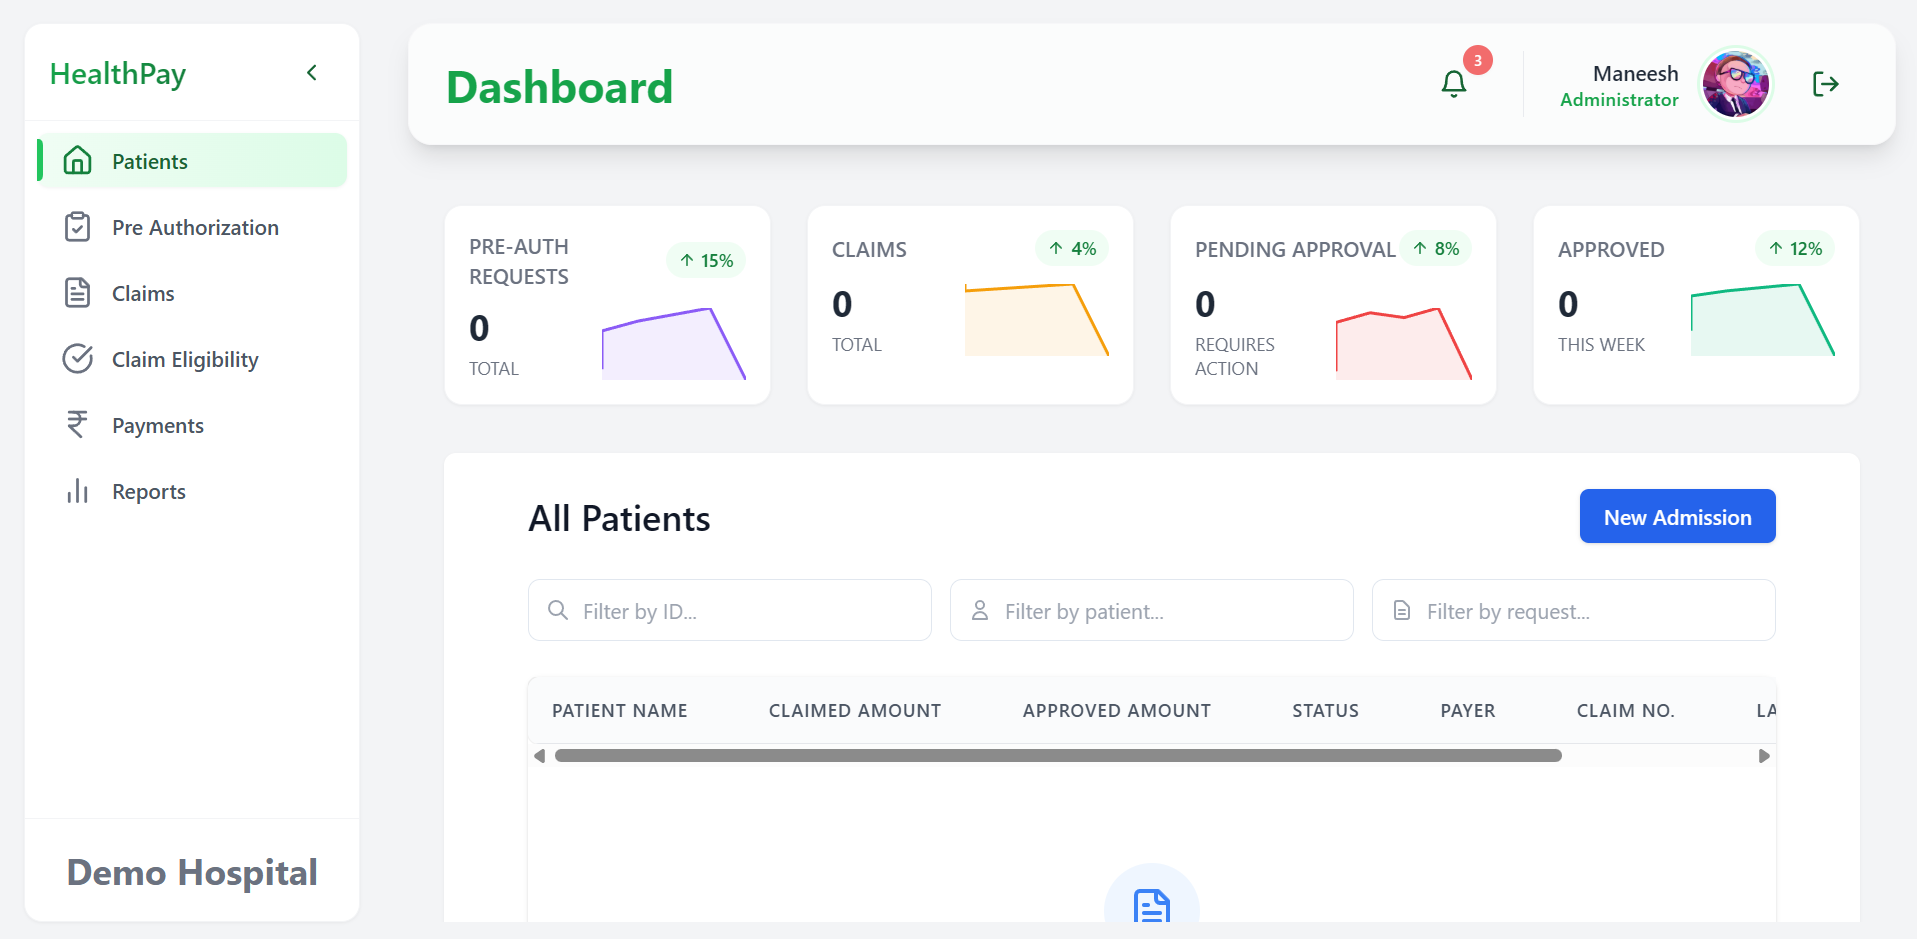 HealthPay
Patients
Pre Authorization
Claims
Claim Eligibility
Payments
Reports
Demo Hospital
Dashboard
3
Maneesh
Administrator
PRE-AUTH
REQUESTS
15%
0
TOTAL
CLAIMS
4%
0
TOTAL
PENDING APPROVAL
8%
0
REQUIRES
ACTION
APPROVED
12%
0
THIS WEEK
All Patients
New Admission
Filter by ID...
Filter by patient...
Filter by request...
PATIENT NAME CLAIMED AMOUNT APPROVED AMOUNT STATUS PAYER CLAIM NO. LA